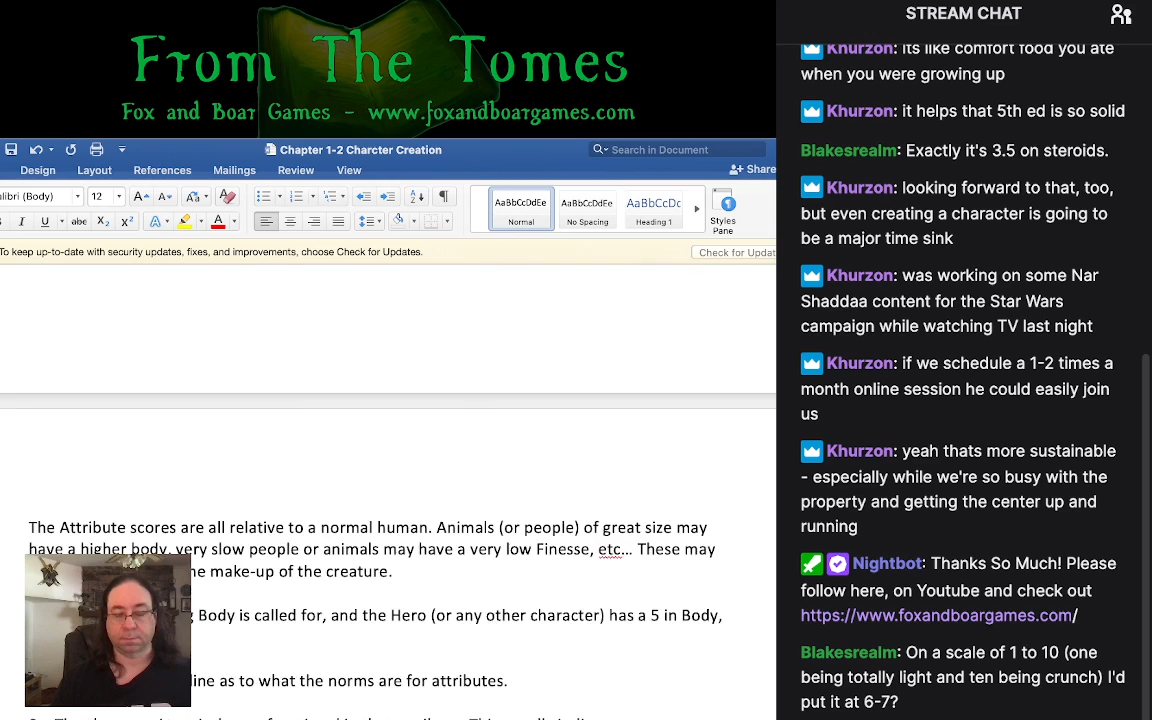 From The Tomes
Fox and Boar Games - www.foxandboargames.com
Chapter 1-2 Charcter Creation
Search in Document
Design Layout References Mailings Review View
Share
alibri (Body) 12
AaBbCcDdEe AaBbCcDdEe AaBbCcDc
Normal No Spacing Heading 1
Styles
Pane
To keep up-to-date with security updates, fixes, and improvements, choose Check for Updates.
Check for Updat
The Attribute scores are all relative to a normal human. Animals (or people) of great size may
have a higher body, very slow people or animals may have a very low Finesse, etc... These may
he make-up of the creature.
Body is called for, and the Hero (or any other character) has a 5 in Body,
line as to what the norms are for attributes.
STREAM CHAT
Khurzon: its like comfort food you ate
when you were growing up
Khurzon: it helps that 5th ed is so solid
Blakesrealm: Exactly it's 3.5 on steroids.
Khurzon: looking forward to that, too,
but even creating a character is going to
be a major time sink
Khurzon: was working on some Nar
Shaddaa content for the Star Wars
campaign while watching TV last night
Khurzon: if we schedule a 1-2 times a
month online session he could easily join
us
Khurzon: yeah thats more sustainable
- especially while we're so busy with the
property and getting the center up and
running
Nightbot: Thanks So Much! Please
follow here, on Youtube and check out
https://www.foxandboargames.com/
Blakesrealm: On a scale of 1 to 10 (one
being totally light and ten being crunch) I'd
put it at 6-7?